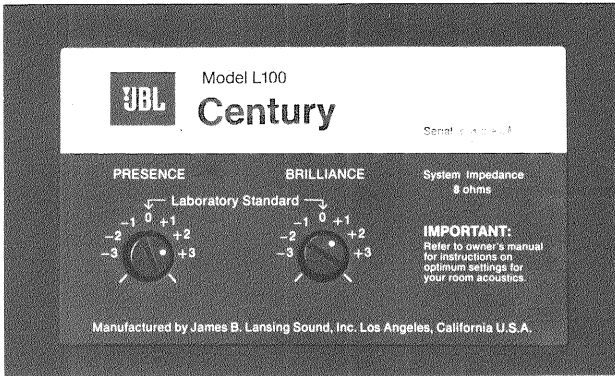 JBL
Model L100
Century
Serial
PRESENCE
BRILLIANCE
System Impedance
8 ohms
Laboratory Standard
-3 -2 -1 0 +1 +2 +3
-3 -2 -1 0 +1 +2 +3
IMPORTANT:
Refer to owner's manual
for instructions on
optimum settings for
your room acoustics.
Manufactured by James B. Lansing Sound, Inc. Los Angeles, California U.S.A.